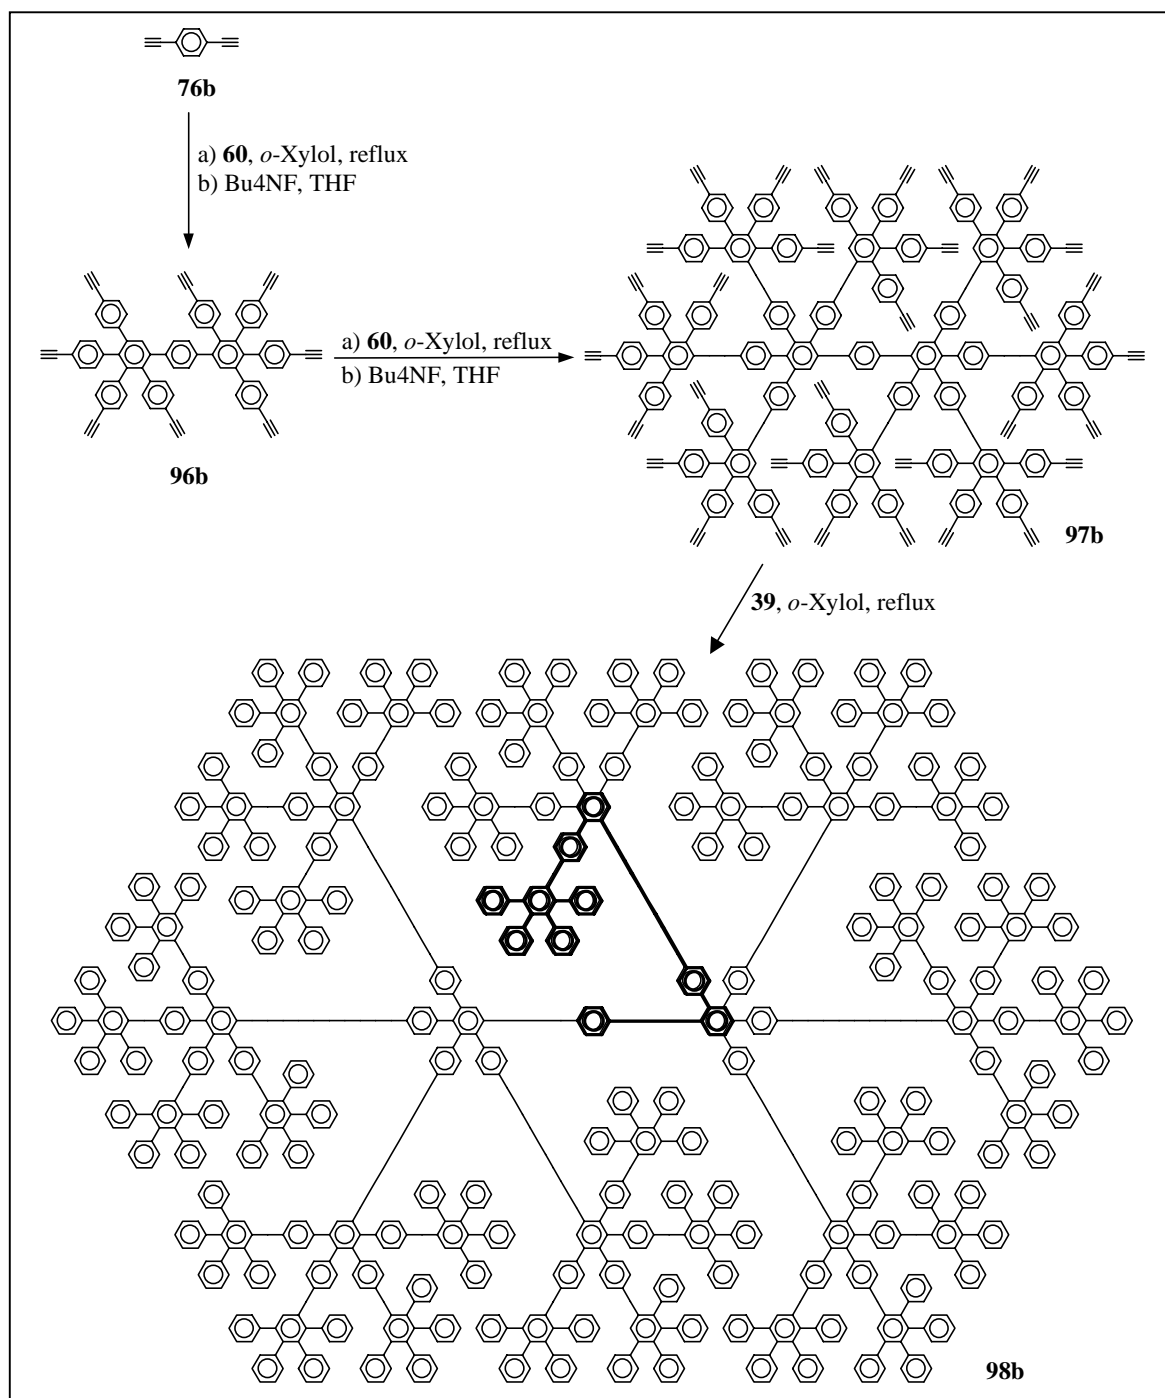 76b
a) 60, o-Xylol, reflux
b) Bu4NF, THF
96b
a) 60, o-Xylol, reflux
b) Bu4NF, THF
97b
39, o-Xylol, reflux
98b